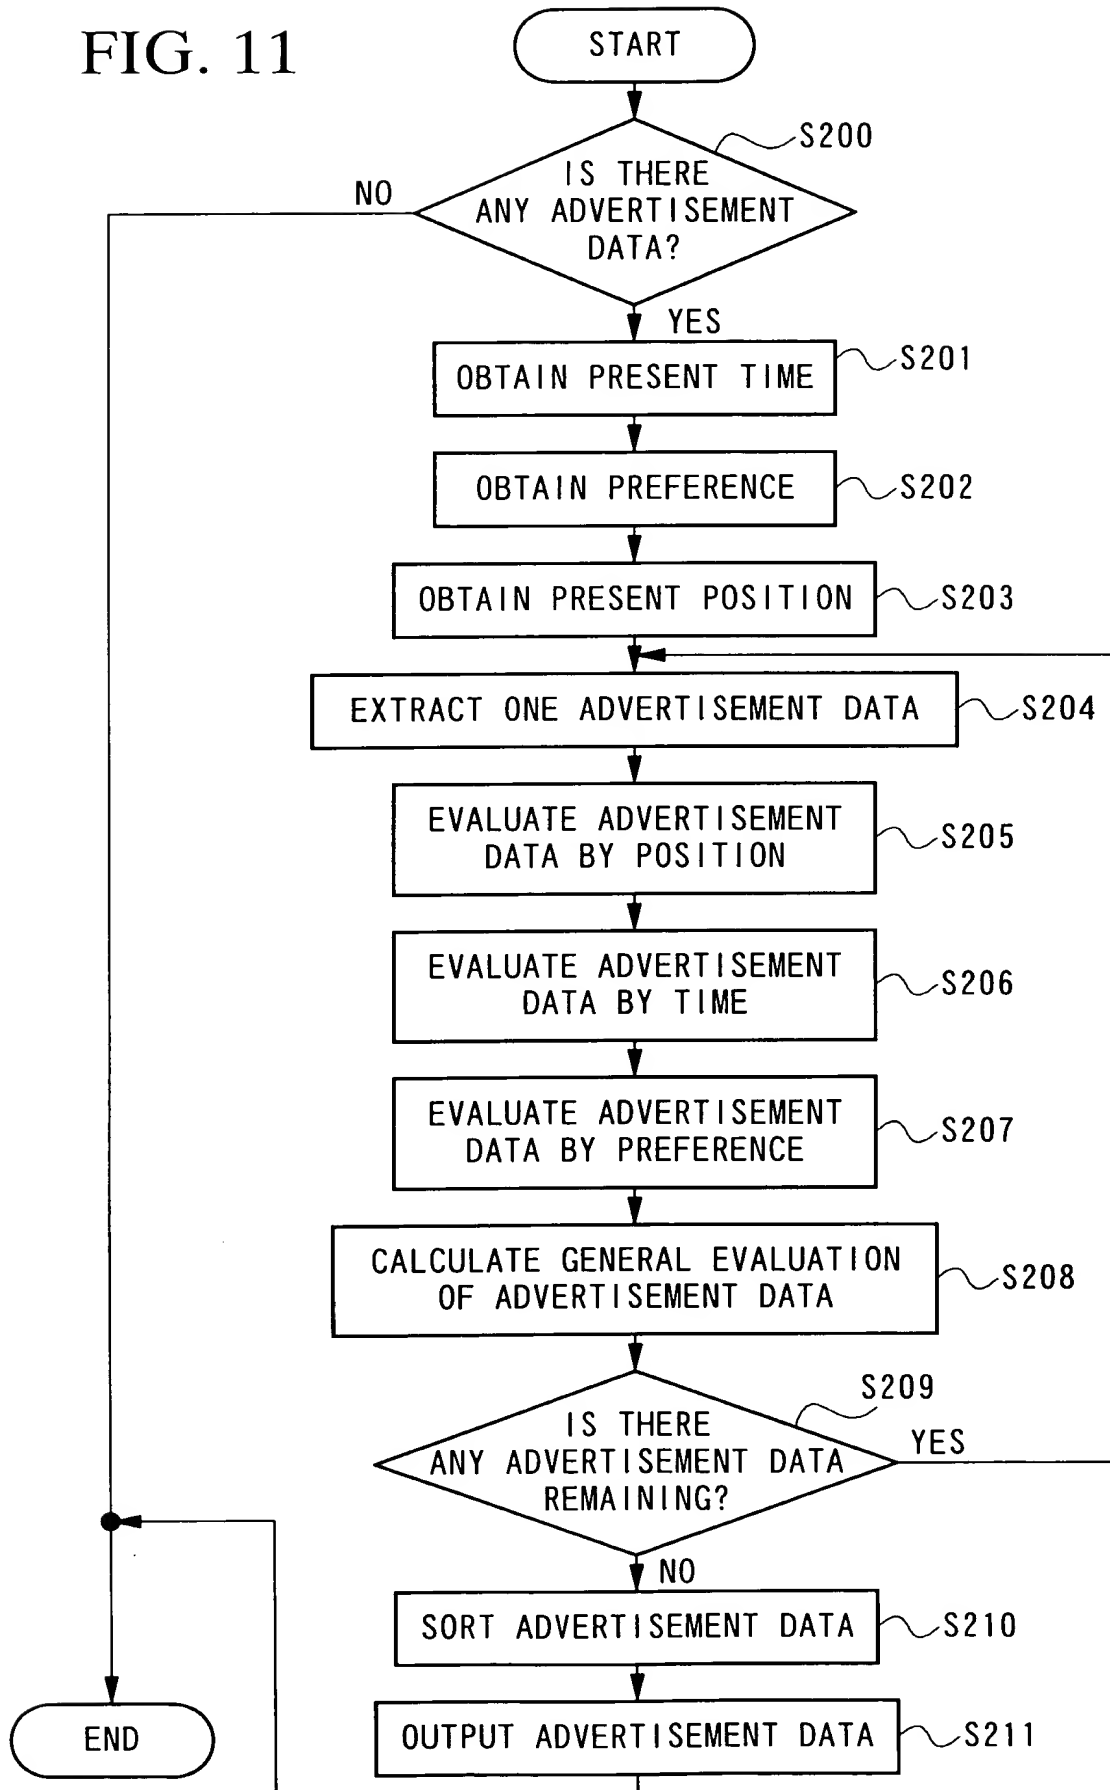 FIG. 11
START
S200
IS THERE
ANY ADVERTISEMENT
DATA?
NO
YES
OBTAIN PRESENT TIME
S201
OBTAIN PREFERENCE
S202
OBTAIN PRESENT POSITION
S203
EXTRACT ONE ADVERTISEMENT DATA
S204
EVALUATE ADVERTISEMENT
DATA BY POSITION
S205
EVALUATE ADVERTISEMENT
DATA BY TIME
S206
EVALUATE ADVERTISEMENT
DATA BY PREFERENCE
S207
CALCULATE GENERAL EVALUATION
OF ADVERTISEMENT DATA
S208
S209
IS THERE
ANY ADVERTISEMENT DATA
REMAINING?
YES
NO
SORT ADVERTISEMENT DATA
S210
OUTPUT ADVERTISEMENT DATA
S211
END